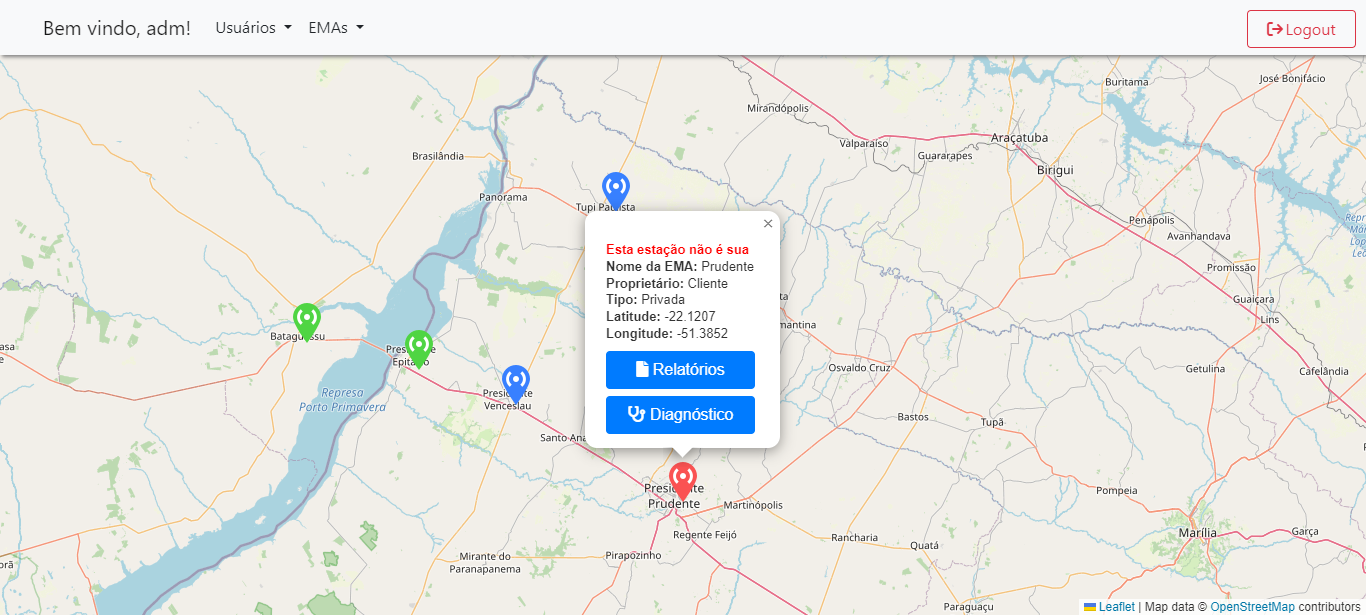 Bem vindo, adm!
Usuários
EMAs
Logout
José Bonifácio
Buritama
Mirandópolis
Araçatuba
Valparaíso
Guararapes
Brasilândia
Birigui
Panorama
Tupi Paulista
Penápolis
Avanhandava
×
Esta estação não é sua
Nome da EMA: Prudente
Proprietário: Cliente
Tipo: Privada
Latitude: -22.1207
Longitude: -51.3852
Relatórios
Diagnóstico
Promissão
Guaiçara
Lins
Bataguassu
Presidente
Epitácio
Osvaldo Cruz
Getulina
Cafelândia
Represa
Porto Primavera
Presidente
Venceslau
Bastos
Tupã
Santo Ana
Presidente
Prudente
Martinópolis
Pompeia
Regente Feijó
Rancharia
Quatá
Marília
Garça
Mirante do
Paranapanema
Pirapozinho
Paraguaçu
Leaflet | Map data © OpenStreetMap contributors